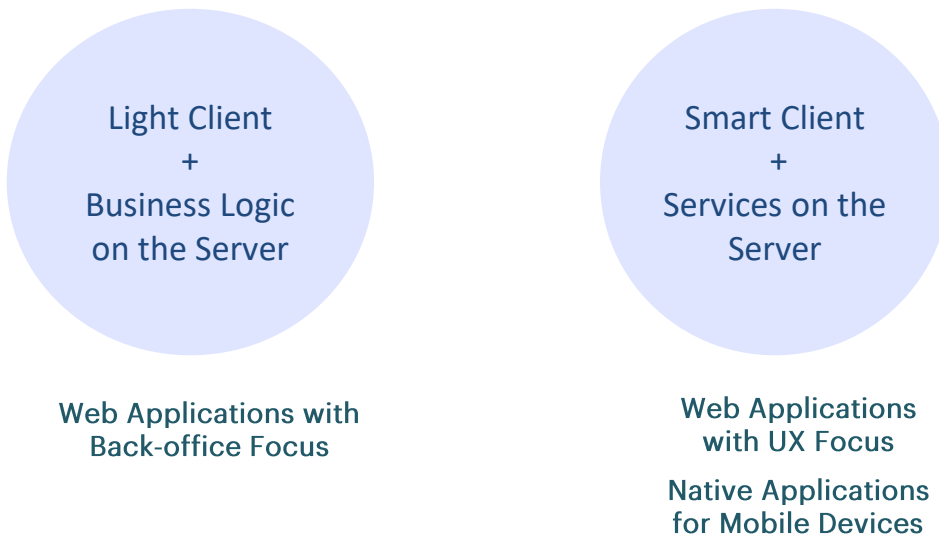 Light Client
+
Business Logic
on the Server
Web Applications with
Back-office Focus
Smart Client
+
Services on the
Server
Web Applications
with UX Focus
Native Applications
for Mobile Devices